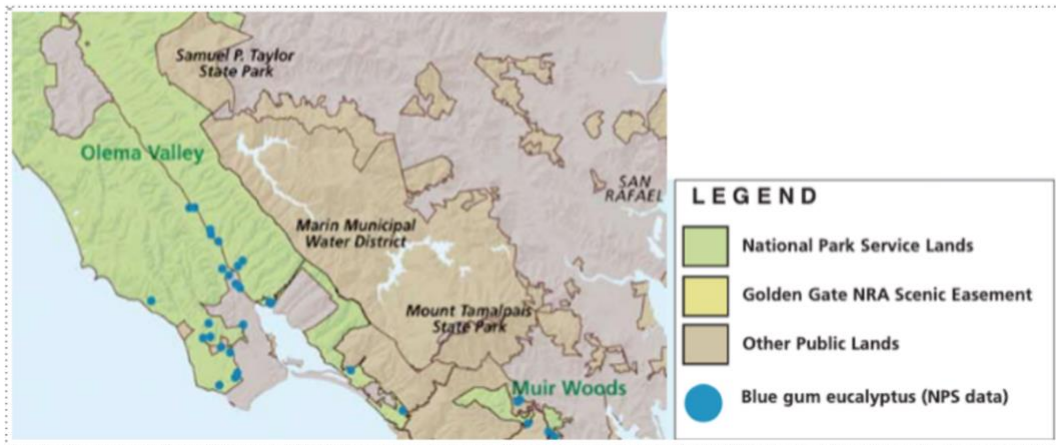 Samuel P. Taylor
State Park
Olema Valley
SAN
RAFAEL
Marin Municipal
Water District
Mount Tamalpais
State Park
Muir Woods
LEGEND
National Park Service Lands
Golden Gate NRA Scenic Easement
Other Public Lands
Blue gum eucalyptus (NPS data)